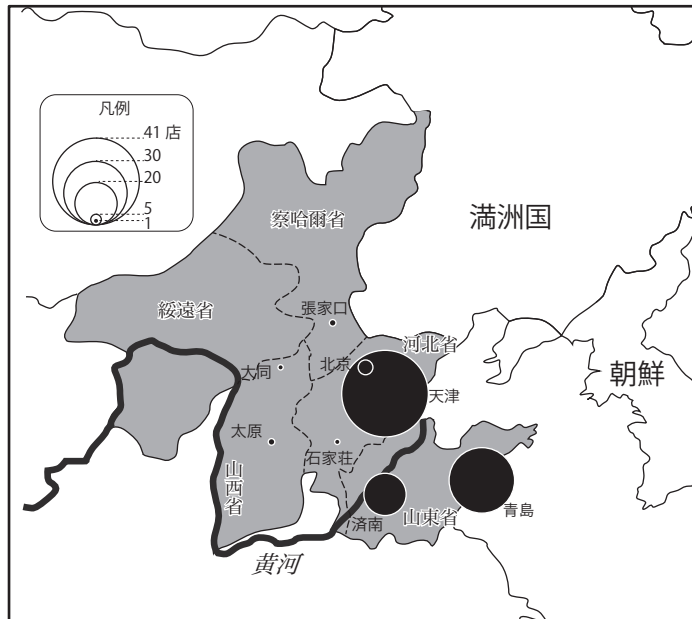 凡例
41 店
30
20
5
1
察哈爾省
満洲国
綏遠省
張家口
河北省
北京
大同
朝鮮
天津
太原
石家荘
山西省
済南
山東省
青島
黄河